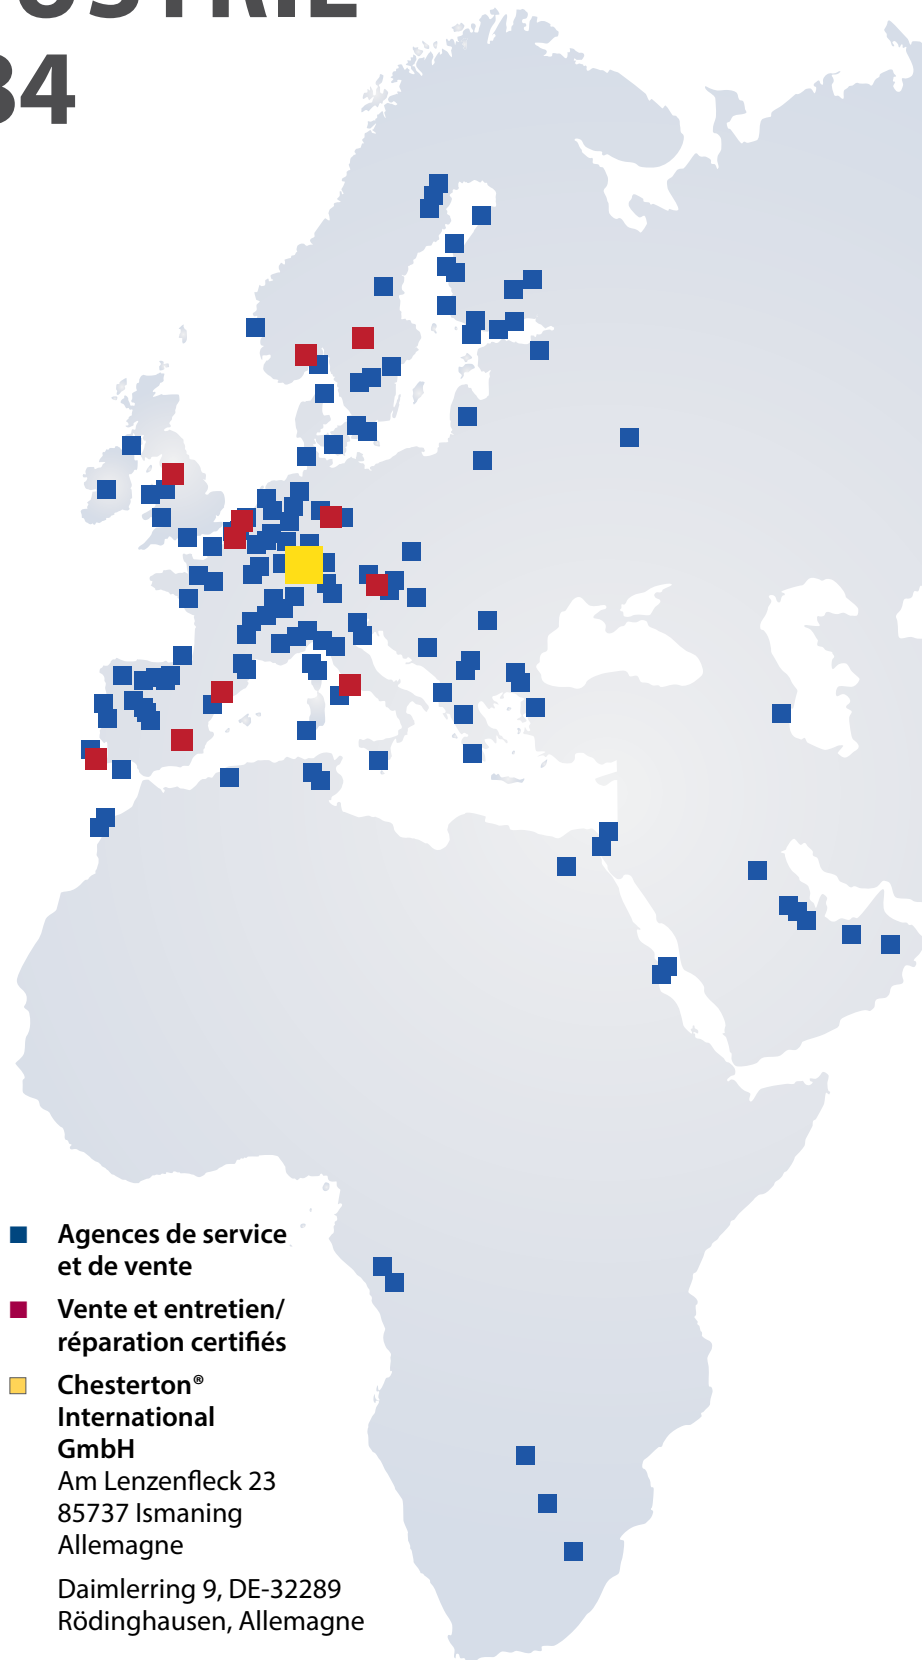 Agences de service
et de vente
Vente et entretien/
réparation certifiés
Chesterton®
International
GmbH
Am Lenzenfleck 23
85737 Ismaning
Allemagne
Daimlerring 9, DE-32289
Rödinghausen, Allemagne